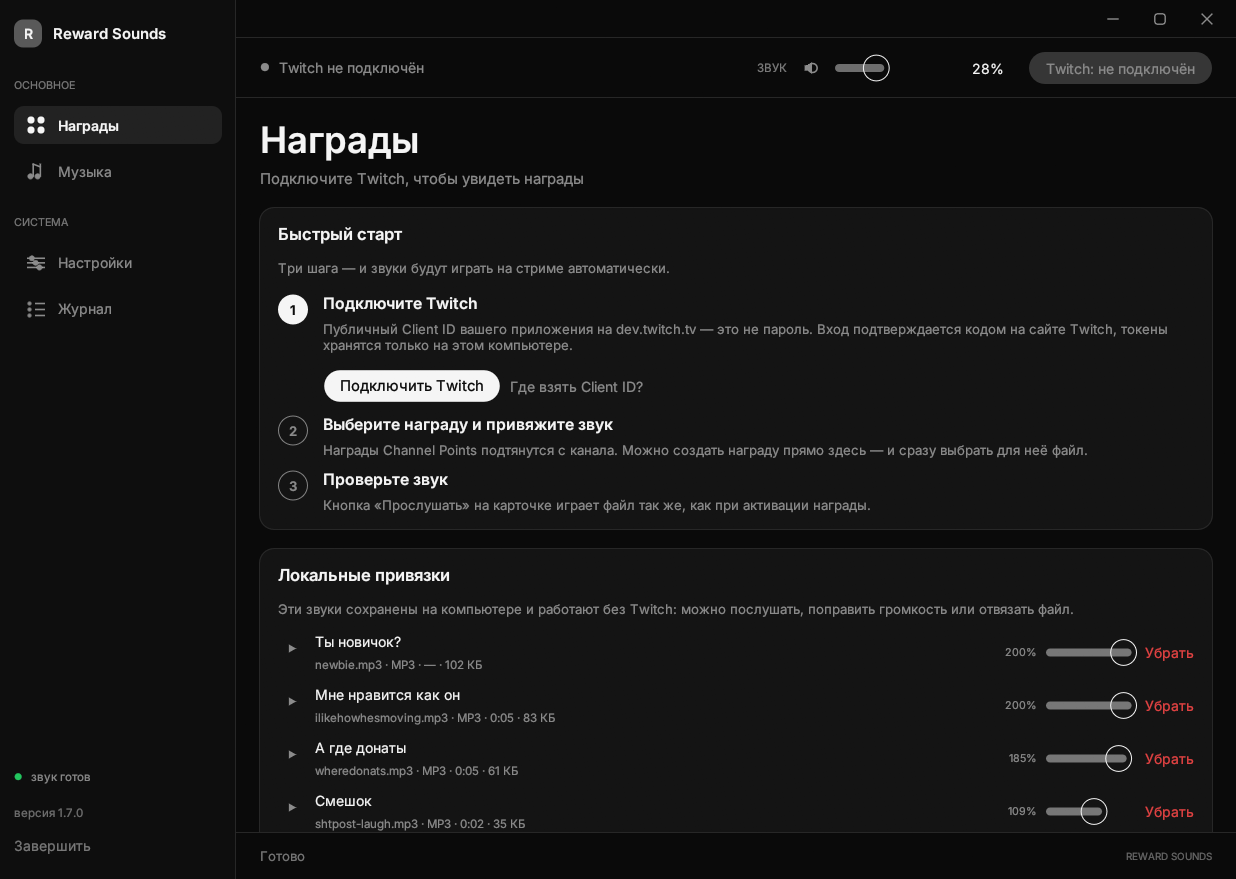 R Reward Sounds
ОСНОВНОЕ
Награды
Музыка
СИСТЕМА
Настройки
Журнал
звук готов
версия 1.7.0
Завершить
Twitch не подключён
ЗВУК
28%
Twitch: не подключён
Награды
Подключите Twitch, чтобы увидеть награды
Быстрый старт
Три шага — и звуки будут играть на стриме автоматически.
1 Подключите Twitch
Публичный Client ID вашего приложения на dev.twitch.tv — это не пароль. Вход подтверждается кодом на сайте Twitch, токены
хранятся только на этом компьютере.
Подключить Twitch Где взять Client ID?
2 Выберите награду и привяжите звук
Награды Channel Points подтянутся с канала. Можно создать награду прямо здесь — и сразу выбрать для неё файл.
3 Проверьте звук
Кнопка «Прослушать» на карточке играет файл так же, как при активации награды.
Локальные привязки
Эти звуки сохранены на компьютере и работают без Twitch: можно послушать, поправить громкость или отвязать файл.
Ты новичок?
newbie.mp3 · MP3 · — · 102 КБ
200% Убрать
Мне нравится как он
ilikehowhesmoving.mp3 · MP3 · 0:05 · 83 КБ
200% Убрать
А где донаты
wheredonats.mp3 · MP3 · 0:05 · 61 КБ
185% Убрать
Смешок
shtpost-laugh.mp3 · MP3 · 0:02 · 35 КБ
109% Убрать
Готово
REWARD SOUNDS